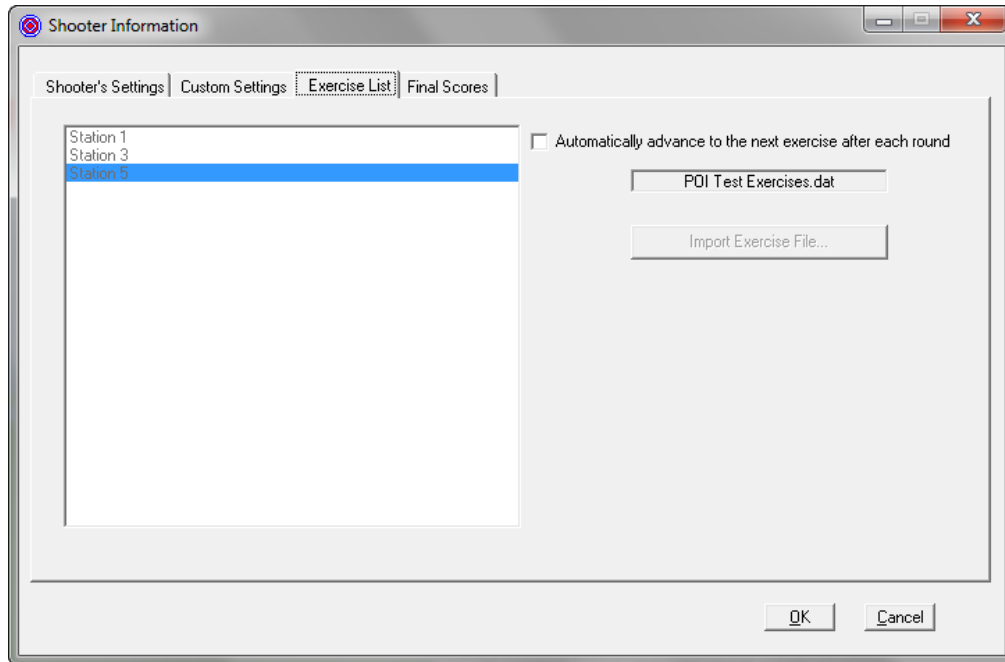 Shooter Information
Shooter's Settings Custom Settings Exercise List Final Scores
Station 1
Station 3
Station 5
Automatically advance to the next exercise after each round
POI Test Exercises.dat
Import Exercise File...
OK Cancel